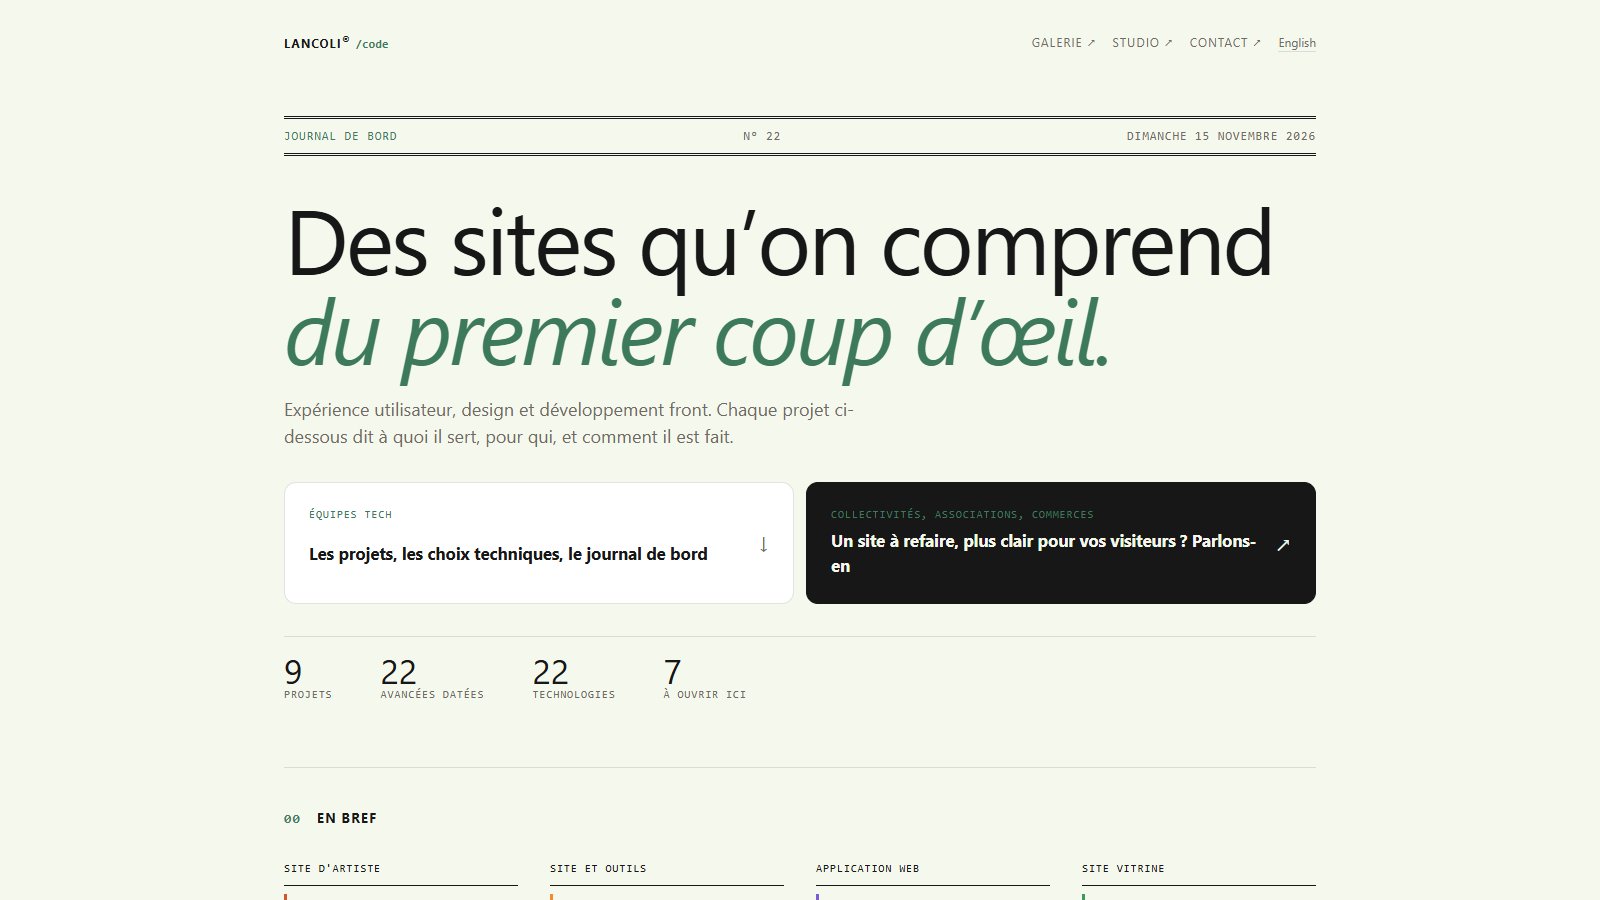 LANCOLI® /code
GALERIE ↗ STUDIO ↗ CONTACT ↗ English
JOURNAL DE BORD
N° 22
DIMANCHE 15 NOVEMBRE 2026
Des sites qu’on comprend
du premier coup d’œil.
Expérience utilisateur, design et développement front. Chaque projet ci-
dessous dit à quoi il sert, pour qui, et comment il est fait.
ÉQUIPES TECH
Les projets, les choix techniques, le journal de bord ↓
COLLECTIVITÉS, ASSOCIATIONS, COMMERCES
Un site à refaire, plus clair pour vos visiteurs ? Parlons-
en ↗
9
PROJETS
22
AVANCÉES DATÉES
22
TECHNOLOGIES
7
À OUVRIR ICI
00 EN BREF
SITE D'ARTISTE
SITE ET OUTILS
APPLICATION WEB
SITE VITRINE